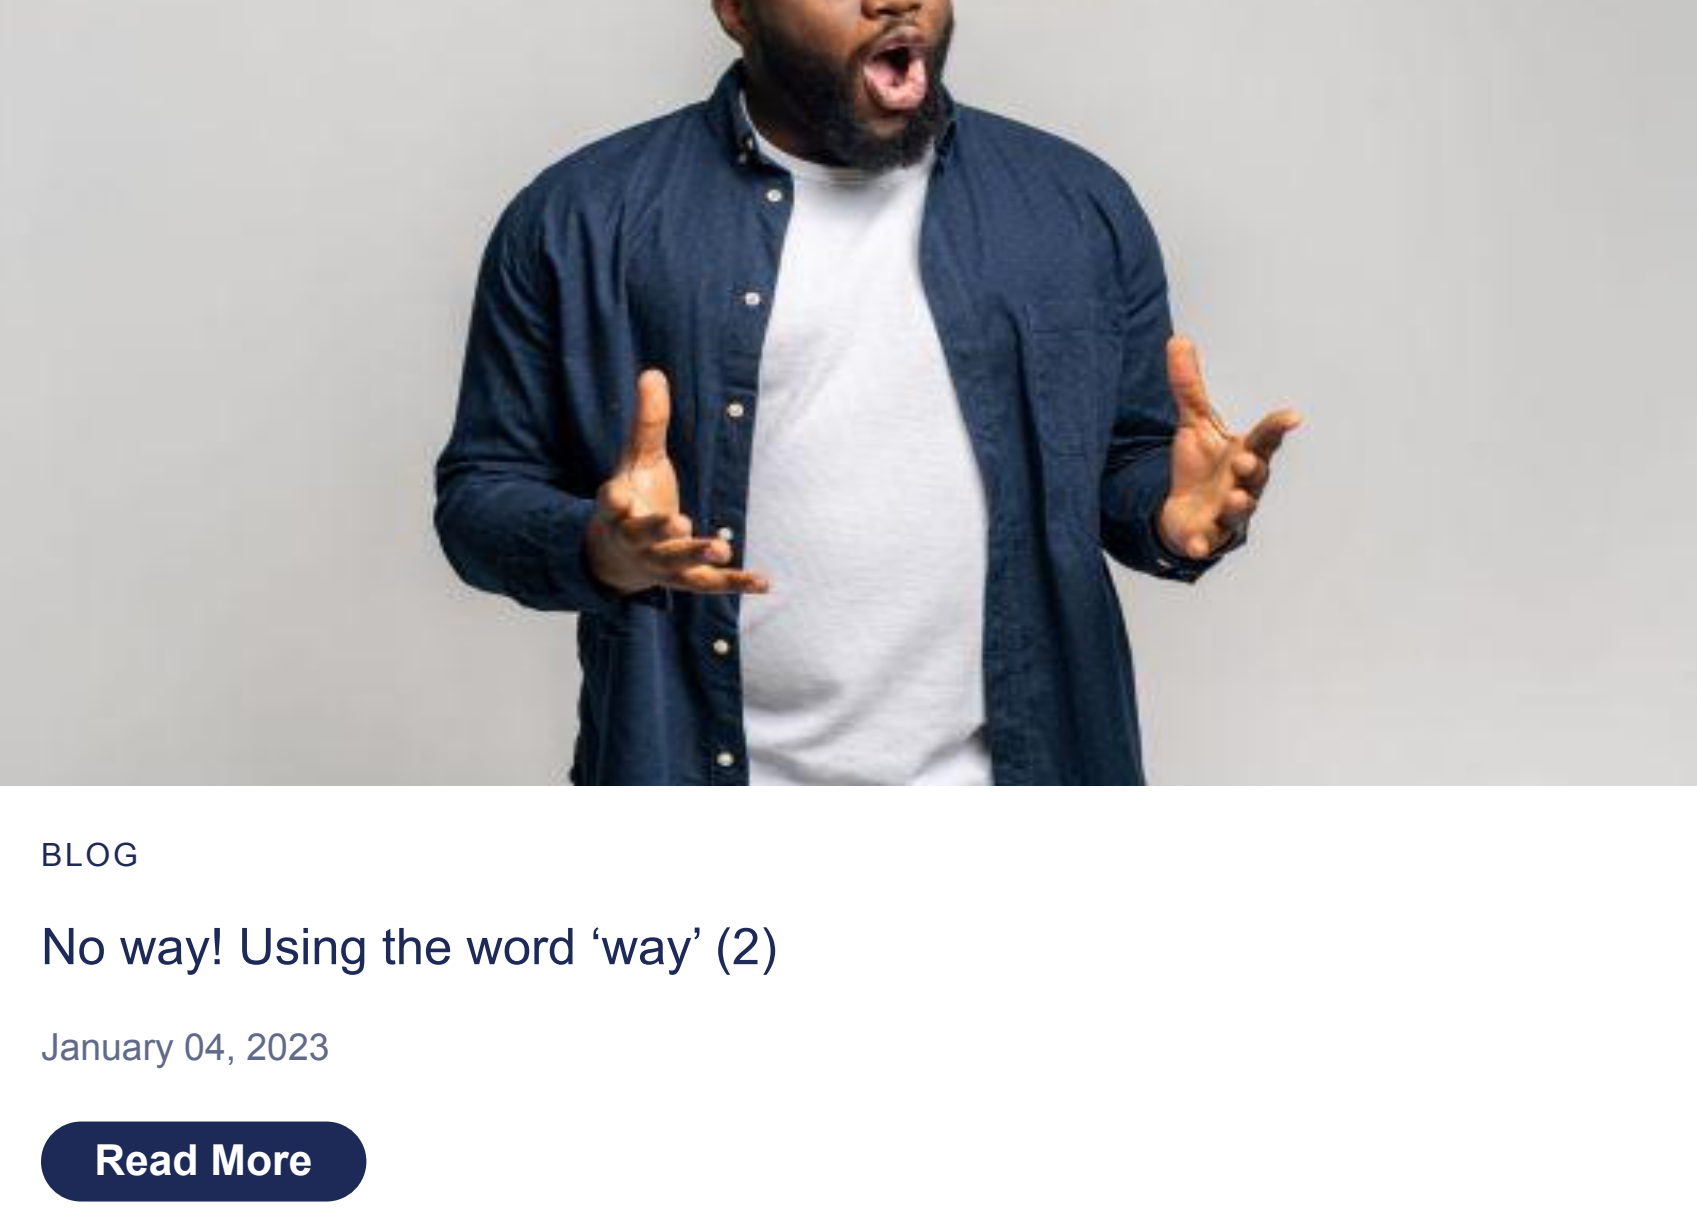 BLOG
No way! Using the word ‘way’ (2)
January 04, 2023
Read More